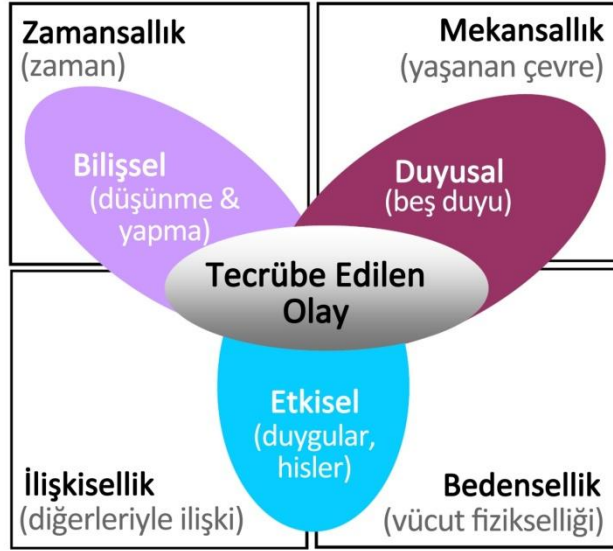 Zamansallık
(zaman)
Mekansallık
(yaşanan çevre)
Bilişsel
(düşünme &
yapma)
Duyusal
(beş duyu)
Tecrübe Edilen
Olay
Etkisel
(duygular,
hisler)
İlişkisellik
(diğerleriyle ilişki)
Bedensellik
(vücut fizikselliği)